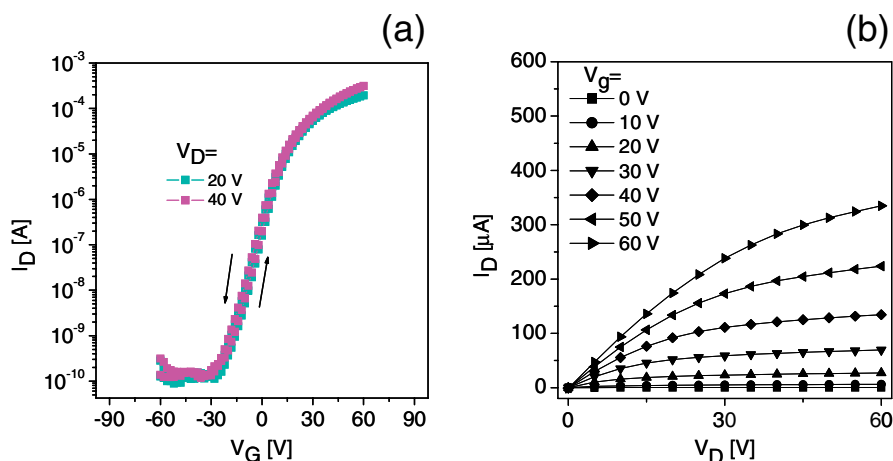 (a)
10^-3
10^-4
10^-5
10^-6
10^-7
10^-8
10^-9
10^-10
I_D [A]
V_D=
20 V
40 V
-90 -60 -30 0 30 60 90
V_G [V]
(b)
600
500
400
300
200
100
0
I_D [μA]
V_g=
0 V
10 V
20 V
30 V
40 V
50 V
60 V
0 30 60
V_D [V]